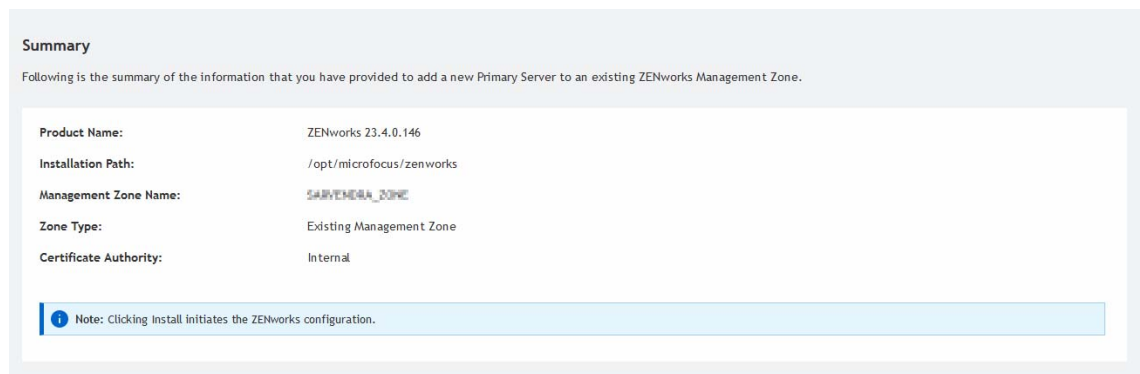 Summary
Following is the summary of the information that you have provided to add a new Primary Server to an existing ZENworks Management Zone.
Product Name: ZENworks 23.4.0.146
Installation Path: /opt/microfocus/zenworks
Management Zone Name:
Zone Type: Existing Management Zone
Certificate Authority: Internal
Note: Clicking Install initiates the ZENworks configuration.